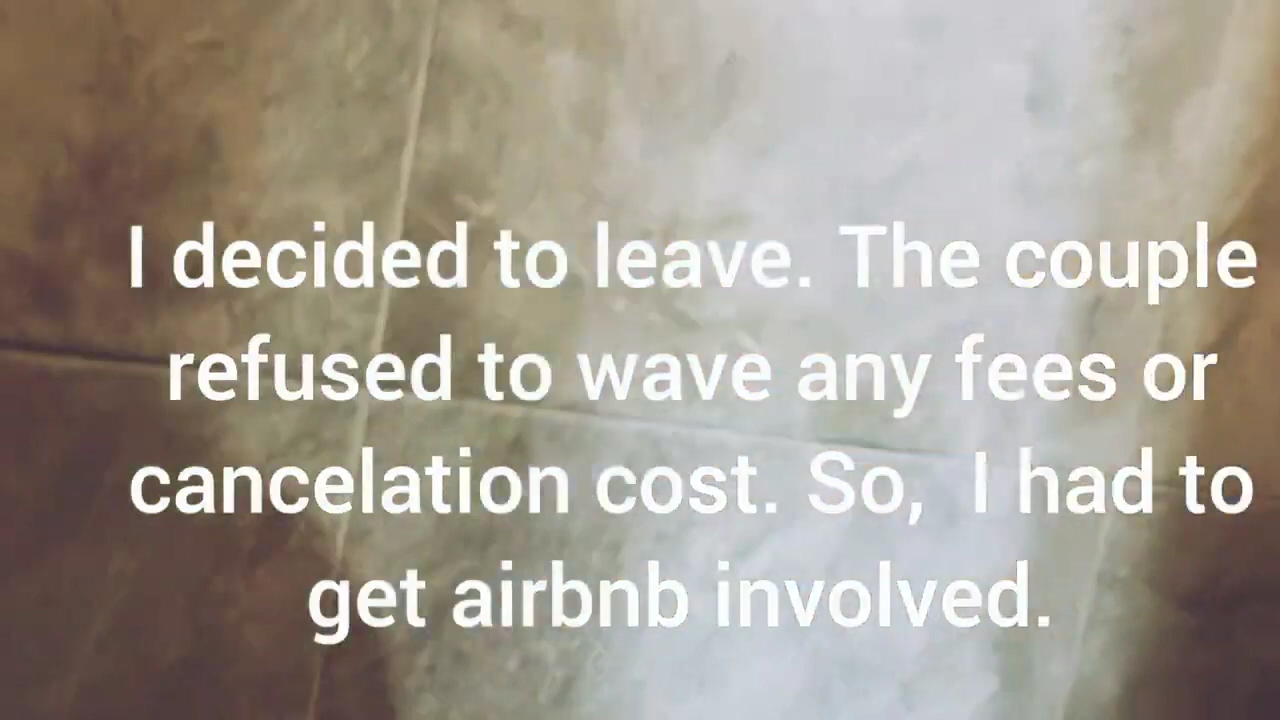 I decided to leave. The couple
refused to wave any fees or
cancelation cost. So,  I had to
get airbnb involved.